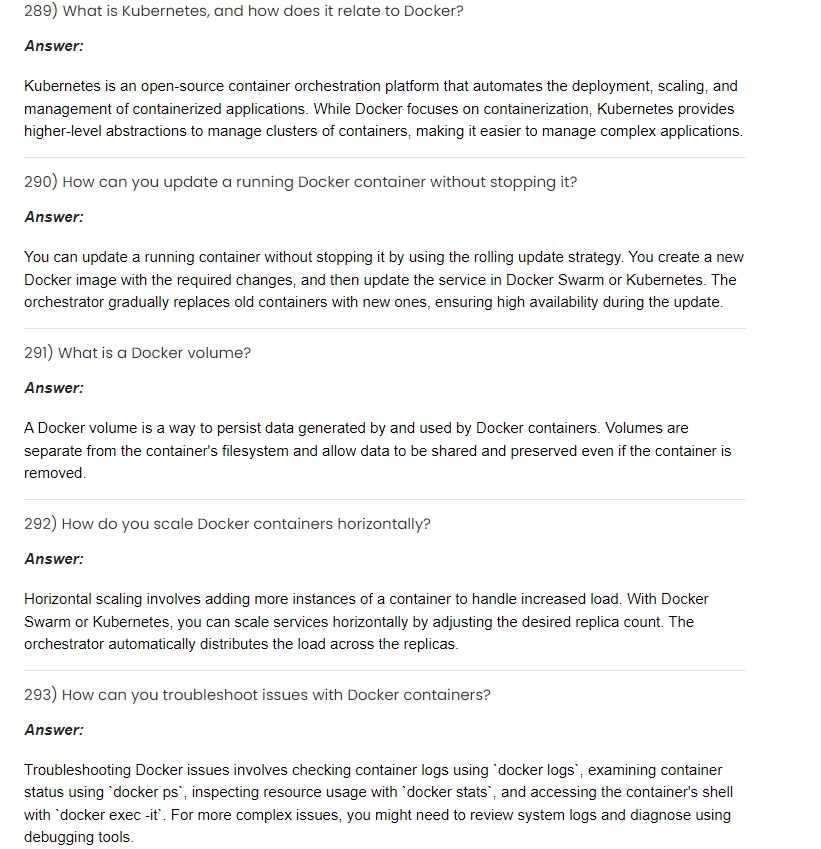 289) What is Kubernetes, and how does it relate to Docker?
Answer:
Kubernetes is an open-source container orchestration platform that automates the deployment, scaling, and
management of containerized applications. While Docker focuses on containerization, Kubernetes provides
higher-level abstractions to manage clusters of containers, making it easier to manage complex applications.
290) How can you update a running Docker container without stopping it?
Answer:
You can update a running container without stopping it by using the rolling update strategy. You create a new
Docker image with the required changes, and then update the service in Docker Swarm or Kubernetes. The
orchestrator gradually replaces old containers with new ones, ensuring high availability during the update.
291) What is a Docker volume?
Answer:
A Docker volume is a way to persist data generated by and used by Docker containers. Volumes are
separate from the container's filesystem and allow data to be shared and preserved even if the container is
removed.
292) How do you scale Docker containers horizontally?
Answer:
Horizontal scaling involves adding more instances of a container to handle increased load. With Docker
Swarm or Kubernetes, you can scale services horizontally by adjusting the desired replica count. The
orchestrator automatically distributes the load across the replicas.
293) How can you troubleshoot issues with Docker containers?
Answer:
Troubleshooting Docker issues involves checking container logs using `docker logs`, examining container
status using `docker ps`, inspecting resource usage with `docker stats`, and accessing the container's shell
with `docker exec -it`. For more complex issues, you might need to review system logs and diagnose using
debugging tools.